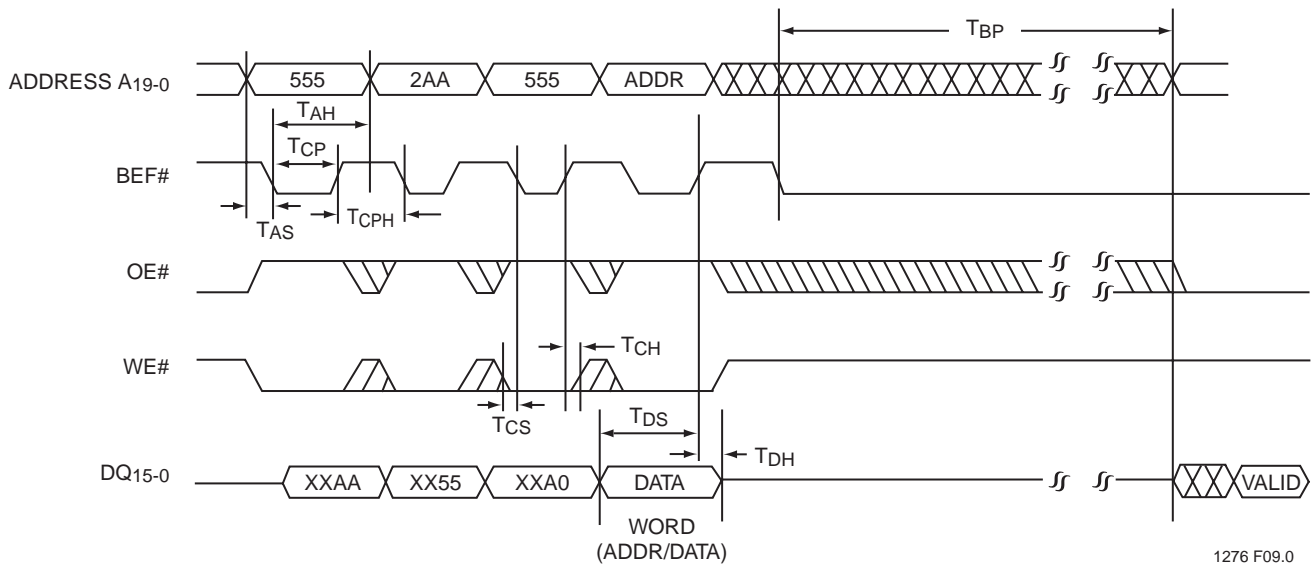 TBP
ADDRESS A19-0
555
2AA
555
ADDR
TAH
TCP
BEF#
TAS
TCPH
OE#
WE#
TCH
TCS
TDS
TDH
DQ15-0
XXAA
XX55
XXA0
DATA
VALID
WORD
(ADDR/DATA)
1276 F09.0